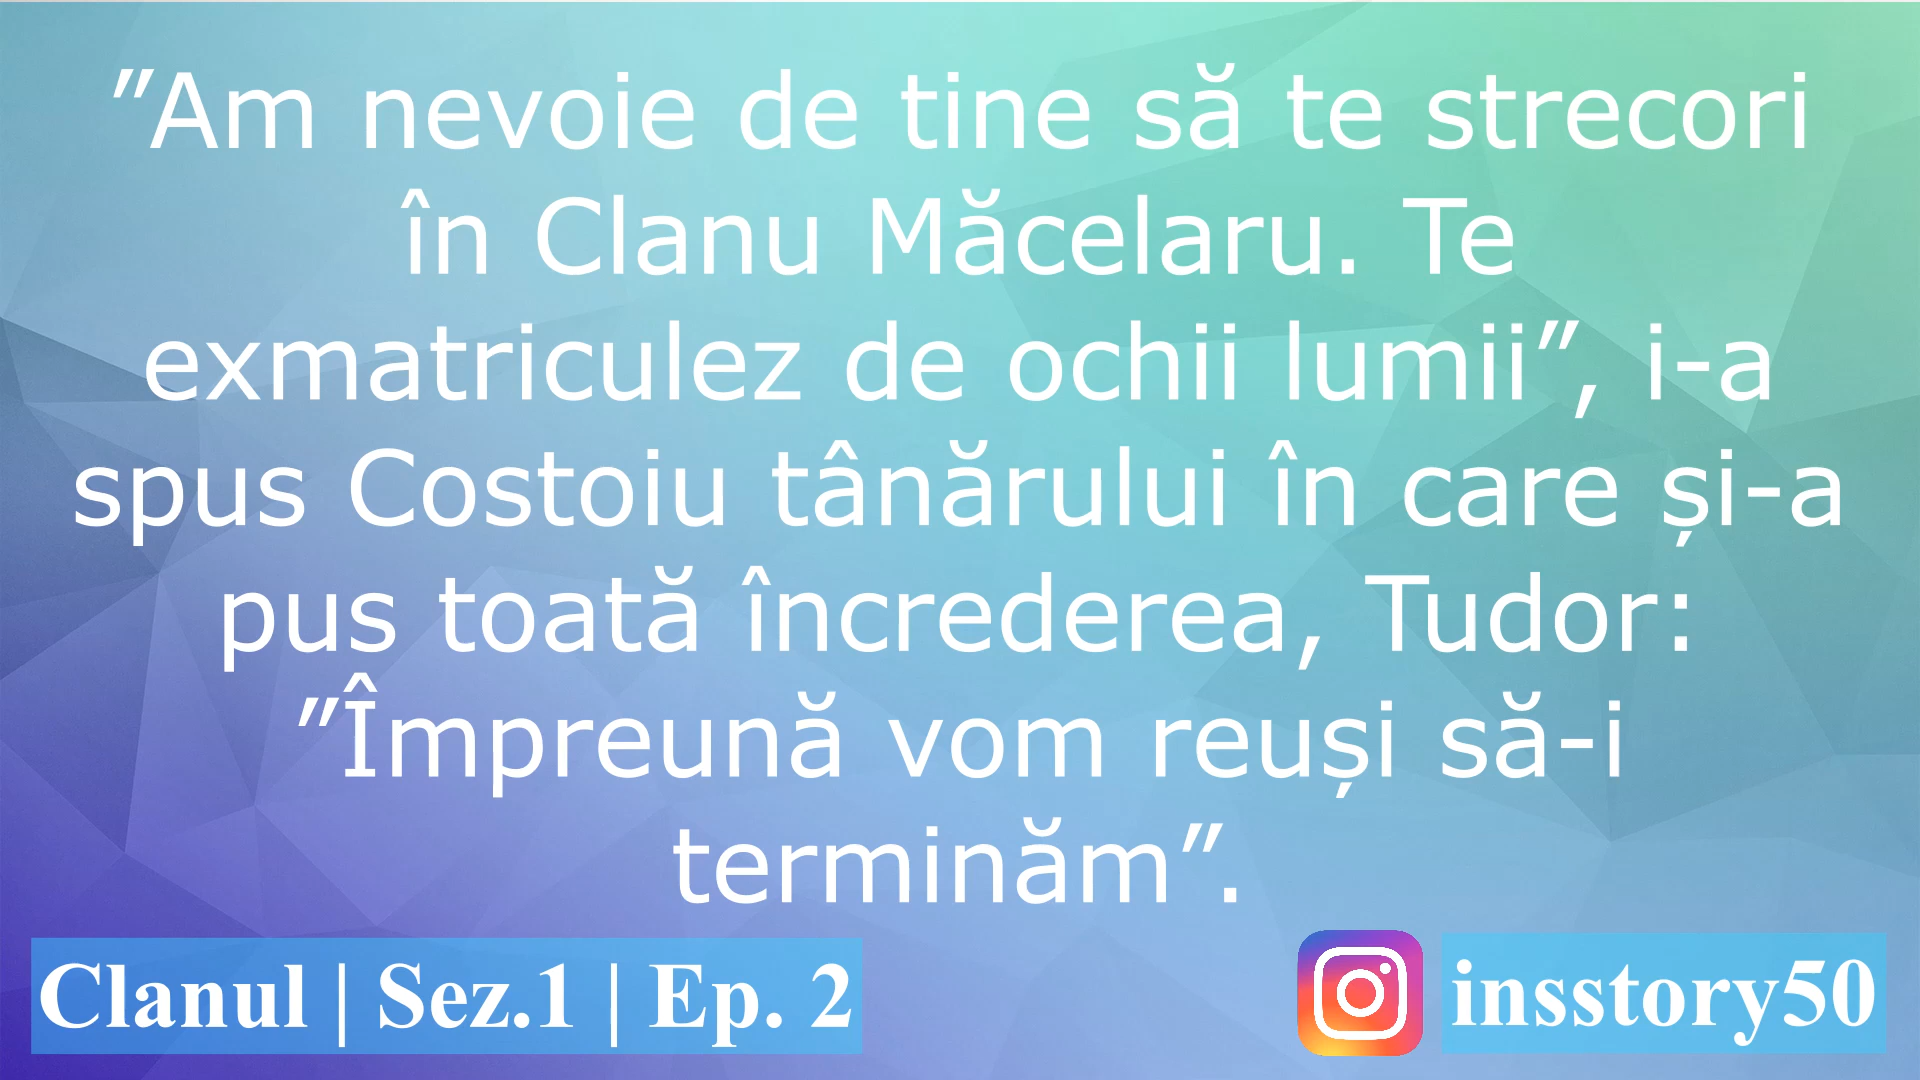 ”Am nevoie de tine să te strecori
în Clanu Măcelaru. Te
exmatriculez de ochii lumii”, i-a
spus Costoiu tânărului în care și-a
pus toată încrederea, Tudor:
”Împreună vom reuși să-i
terminăm”.
Clanul | Sez.1 | Ep. 2
insstory50